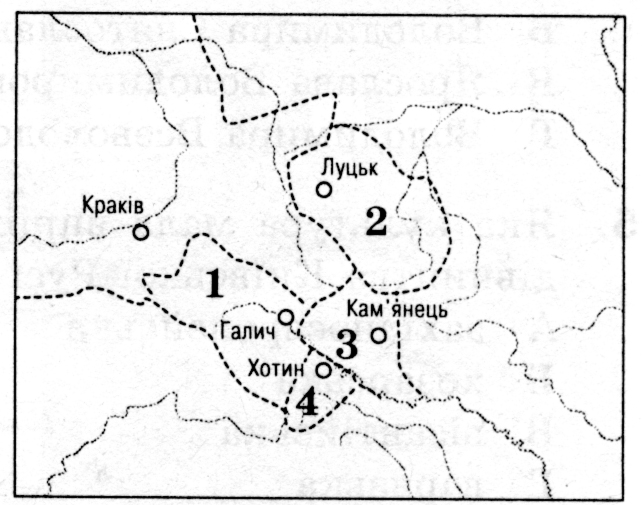 Луцьк
2
Краків
1
Кам янець
Галич
3
Хотин
4